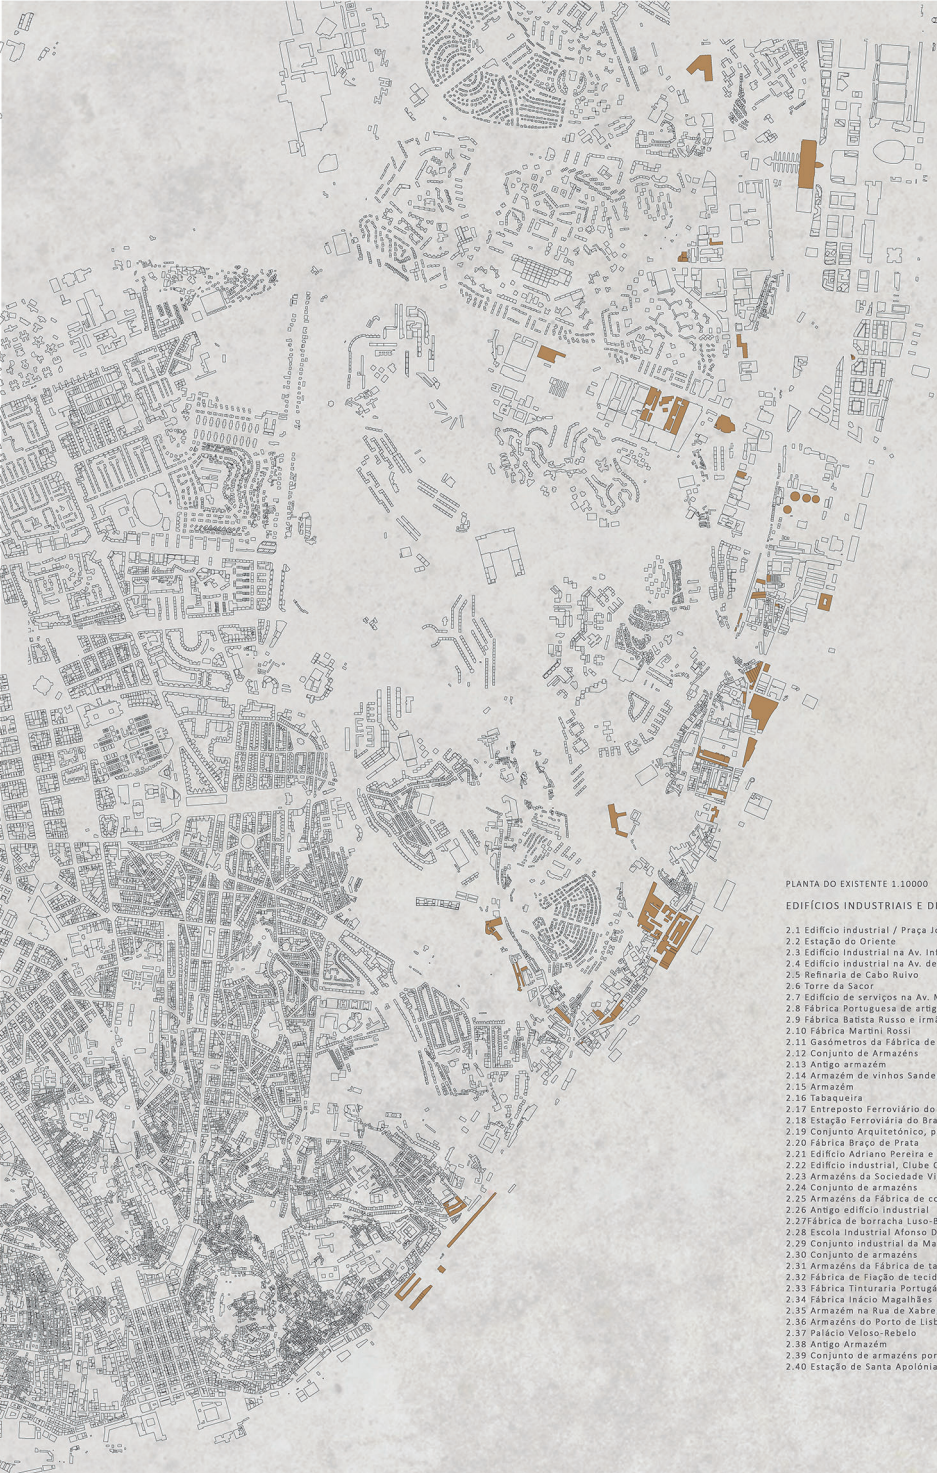 PLANTA DO EXISTENTE 1.10000
EDIFÍCIOS INDUSTRIAIS E
2.1 Edifício industrial / Praça
2.2 Estação do Oriente
2.3 Edifício Industrial na Av.
2.4 Edifício industrial na Av. de
2.5 Refinaria de Cabo Ruivo
2.6 Torre da Sacor
2.7 Edifício de serviços na Av.
2.8 Fábrica Portuguesa de
2.9 Fábrica Batista Russo e
2.10 Fábrica Martini Rossi
2.11 Gasómetros da Fábrica de
2.12 Conjunto de Armazéns
2.13 Antigo armazém
2.14 Armazém de vinhos Sande
2.15 Armazém
2.16 Tabaqueira
2.17 Entreposto Ferroviário do
2.18 Estação Ferroviária do
2.19 Conjunto Arquitetónico,
2.20 Fábrica Braço de Prata
2.21 Edifício Adriano Pereira e
2.22 Edifício industrial, Clube
2.23 Armazéns da Sociedade
2.24 Conjunto de armazéns
2.25 Armazéns da Fábrica de
2.26 Antigo edifício industrial
2.27Fábrica de borracha
2.28 Escola Industrial Afonso
2.29 Conjunto industrial da
2.30 Conjunto de armazéns
2.31 Armazéns da Fábrica de
2.32 Fábrica de Fiação de
2.33 Fábrica Tinturaria
2.34 Fábrica Inácio Magalhães
2.35 Armazém na Rua de Xabre
2.36 Armazéns do Porto de
2.37 Palácio Veloso-Rebelo
2.38 Antigo Armazém
2.39 Conjunto de armazéns
2.40 Estação de Santa Apolónia